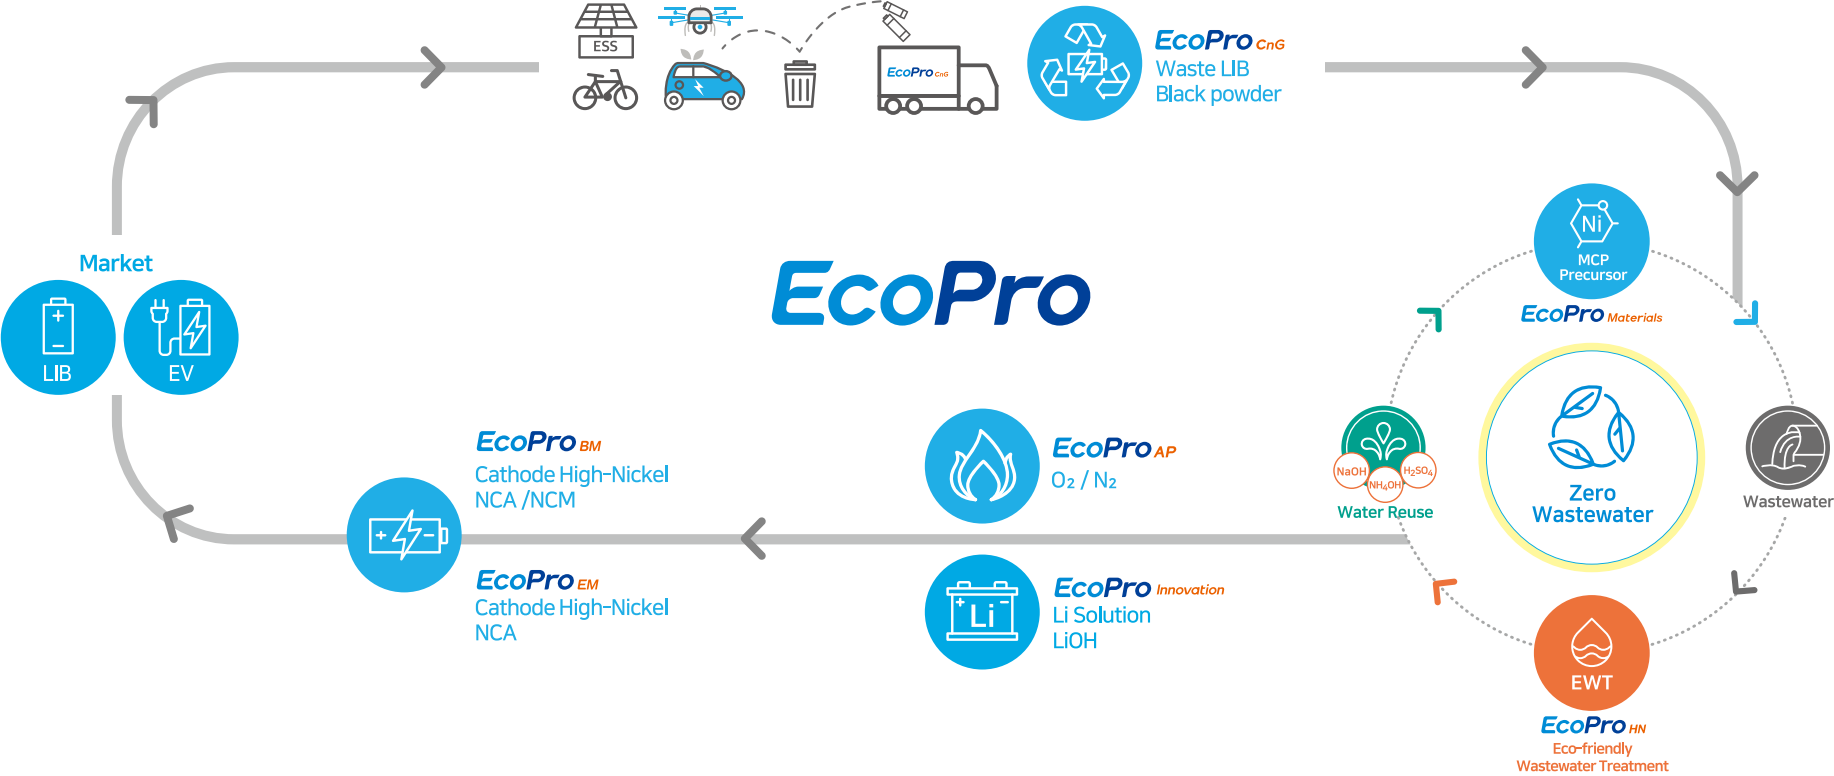 ESS
EcoPro CnG
EcoPro CnG
Waste LIB
Black powder
Market
+
−
LIB
EV
EcoPro
Ni
MCP
Precursor
EcoPro Materials
NaOH
NH₄OH
H₂SO₄
Water Reuse
Zero
Wastewater
Wastewater
EWT
EcoPro HN
Eco-friendly
Wastewater Treatment
EcoPro AP
O₂ / N₂
+ −
Li
EcoPro Innovation
Li Solution
LiOH
EcoPro BM
Cathode High-Nickel
NCA /NCM
+ −
EcoPro EM
Cathode High-Nickel
NCA